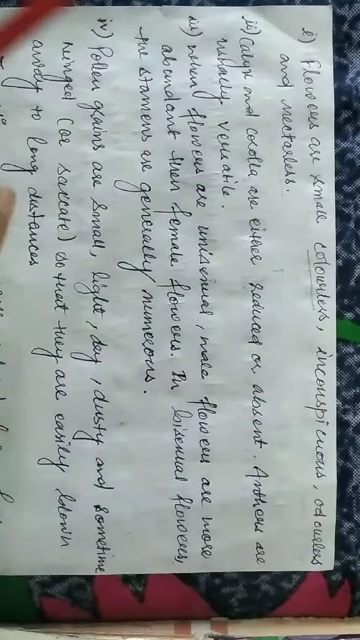 i) Flowers are small colourless, inconspicuous, odourless
and nectarless.
ii) Calyx and corolla are either reduced or absent. Anthers are
usually versatile.
iii) When flowers are unisexual, male flowers are more
abundant then female flowers. In bisexual flowers,
the stamens are generally numerous.
iv) Pollen grains are small, light, dry, dusty and sometime
winged (or saccate) so that they are easily blown
away to long distances